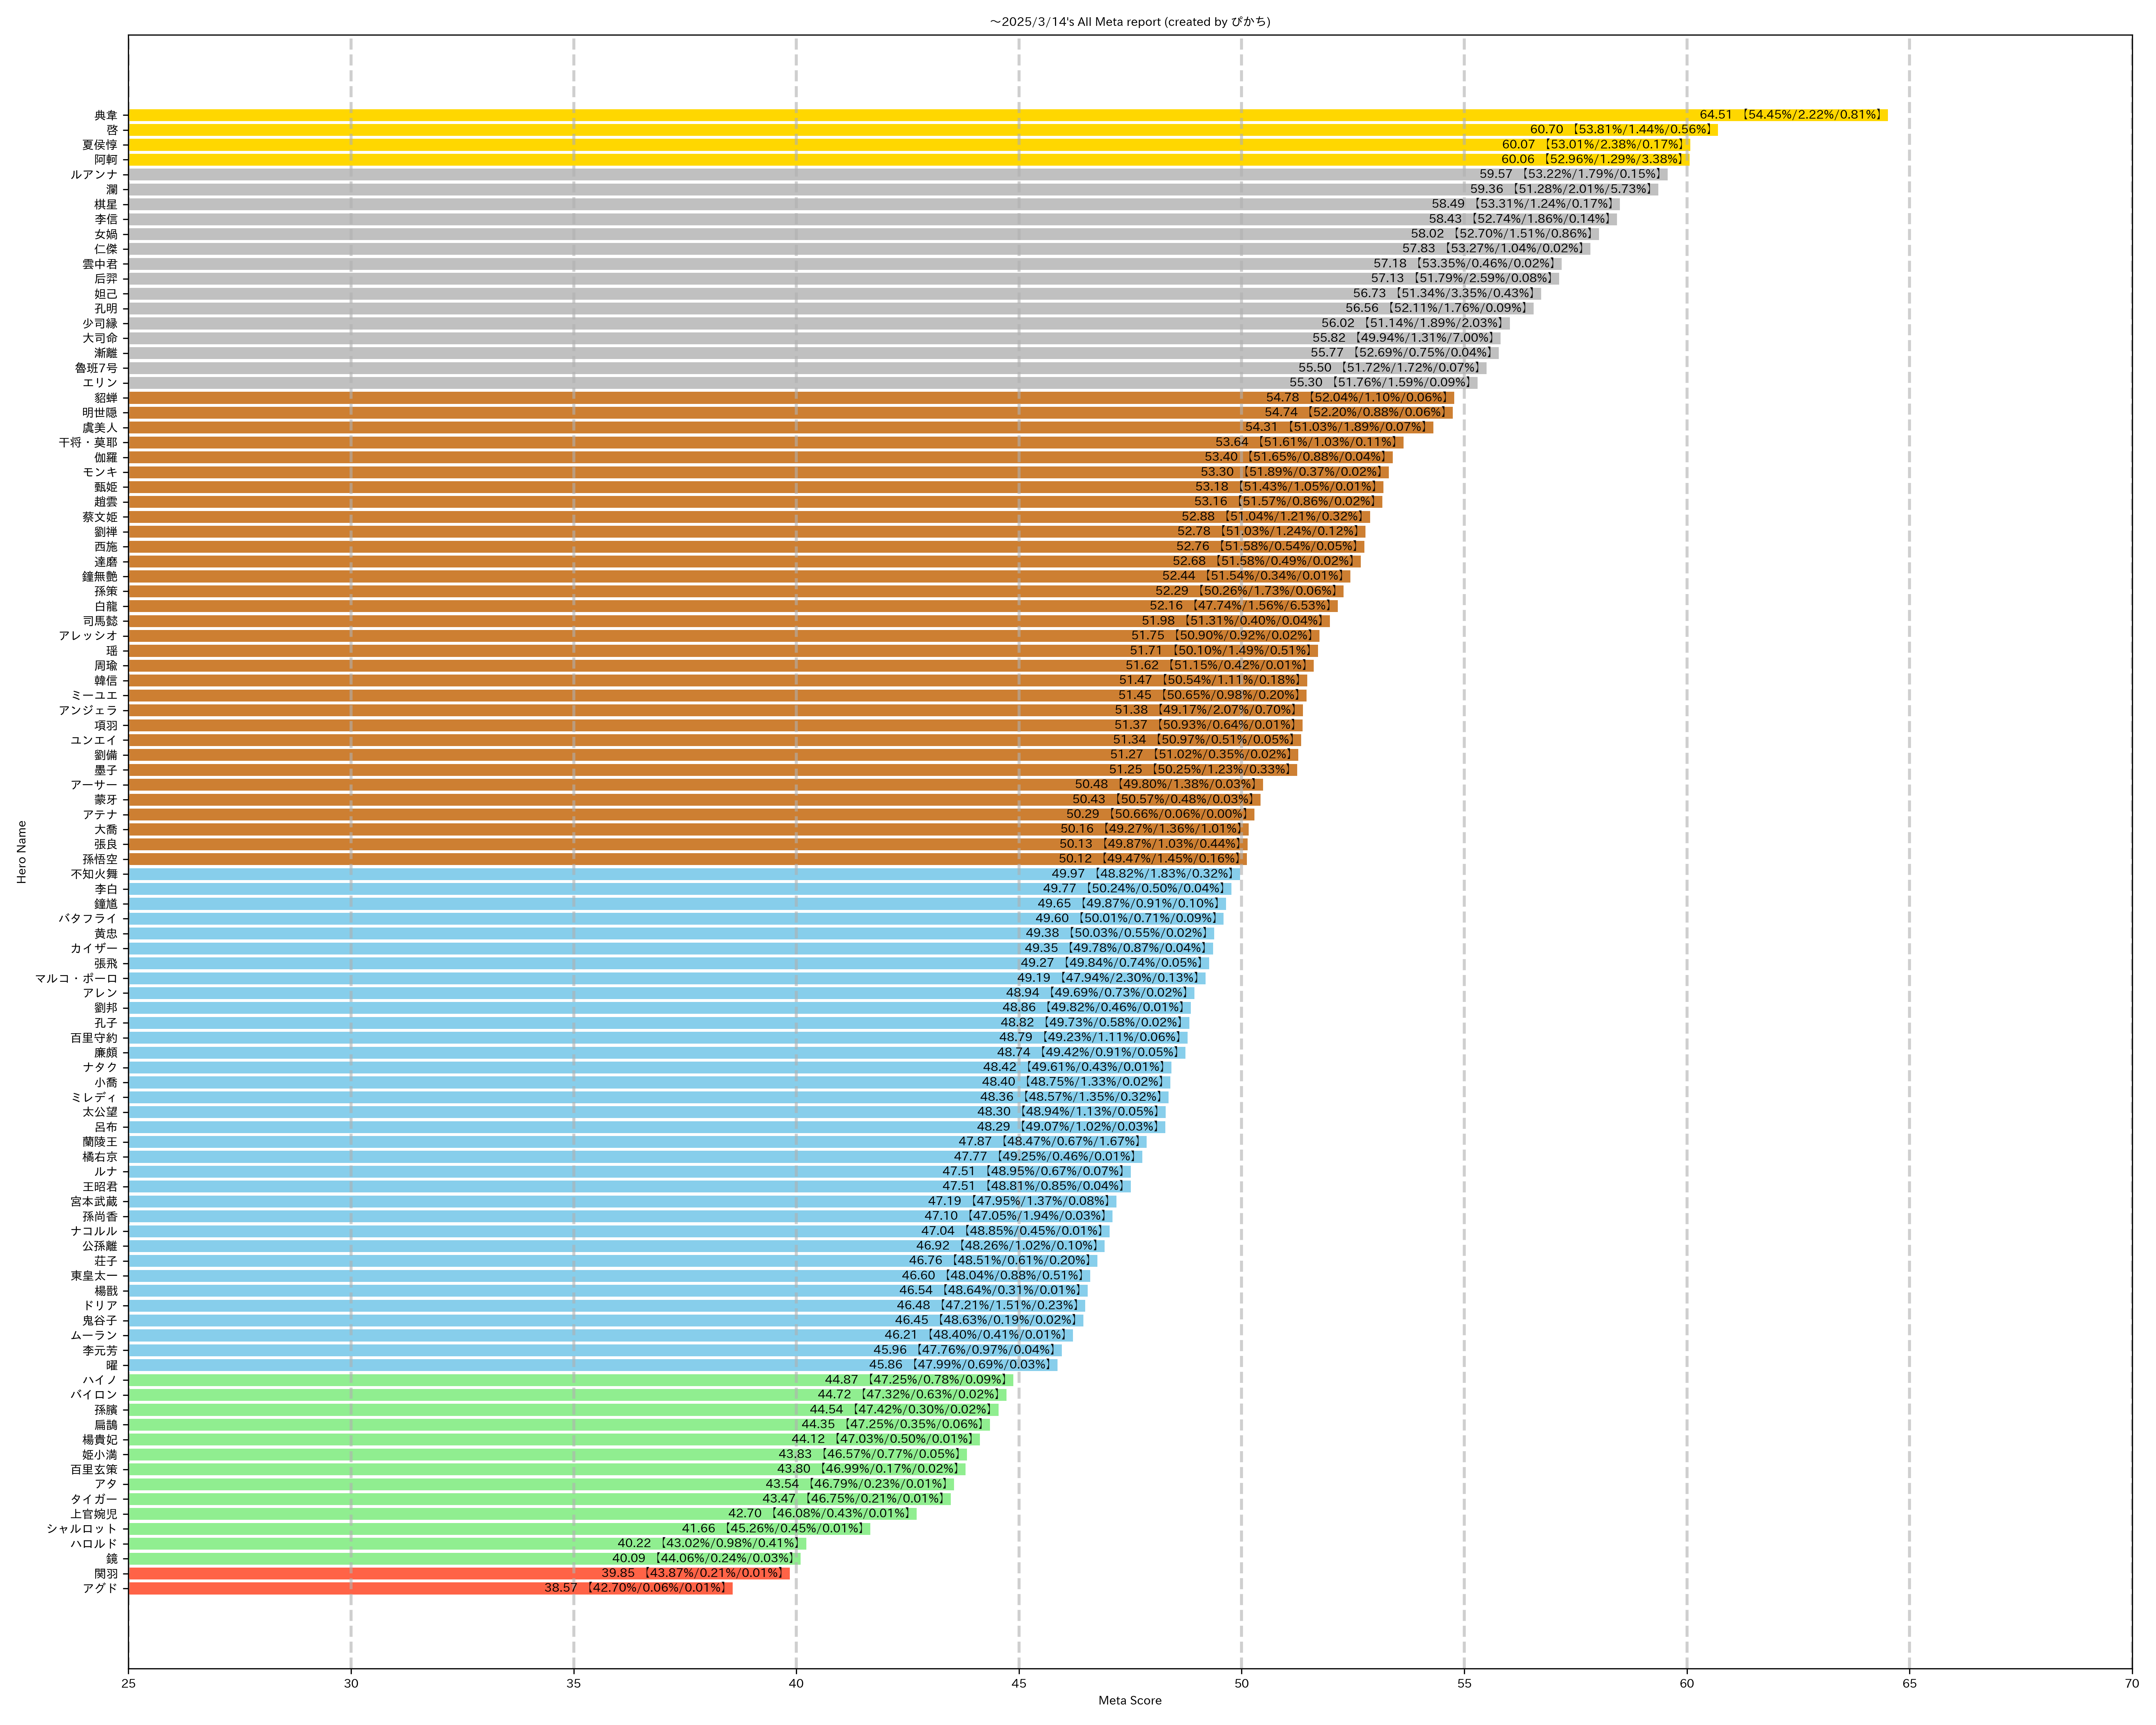 ～2025/3/14's All Meta report (created by ぴかち)
典韋 64.51 【54.45%/2.22%/0.81%】
啓 60.70 【53.81%/1.44%/0.56%】
夏侯惇 60.07 【53.01%/2.38%/0.17%】
阿軻 60.06 【52.96%/1.29%/3.38%】
ルアンナ 59.57 【53.22%/1.79%/0.15%】
瀾 59.36 【51.28%/2.01%/5.73%】
棋星 58.49 【53.31%/1.24%/0.17%】
李信 58.43 【52.74%/1.86%/0.14%】
女媧 58.02 【52.70%/1.51%/0.86%】
仁傑 57.83 【53.27%/1.04%/0.02%】
雲中君 57.18 【53.35%/0.46%/0.02%】
后羿 57.13 【51.79%/2.59%/0.08%】
妲己 56.73 【51.34%/3.35%/0.43%】
孔明 56.56 【52.11%/1.76%/0.09%】
少司縁 56.02 【51.14%/1.89%/2.03%】
大司命 55.82 【49.94%/1.31%/7.00%】
漸離 55.77 【52.69%/0.75%/0.04%】
魯班7号 55.50 【51.72%/1.72%/0.07%】
エリン 55.30 【51.76%/1.59%/0.09%】
貂蝉 54.78 【52.04%/1.10%/0.06%】
明世隠 54.74 【52.20%/0.88%/0.06%】
虞美人 54.31 【51.03%/1.89%/0.07%】
干将・莫耶 53.64 【51.61%/1.03%/0.11%】
伽羅 53.40 【51.65%/0.88%/0.04%】
モンキ 53.30 【51.89%/0.37%/0.02%】
甄姫 53.18 【51.43%/1.05%/0.01%】
趙雲 53.16 【51.57%/0.86%/0.02%】
蔡文姫 52.88 【51.04%/1.21%/0.32%】
劉禅 52.78 【51.03%/1.24%/0.12%】
西施 52.76 【51.58%/0.54%/0.05%】
達磨 52.68 【51.58%/0.49%/0.02%】
鐘無艶 52.44 【51.54%/0.34%/0.01%】
孫策 52.29 【50.26%/1.73%/0.06%】
白龍 52.16 【47.74%/1.56%/6.53%】
司馬懿 51.98 【51.31%/0.40%/0.04%】
アレッシオ 51.75 【50.90%/0.92%/0.02%】
瑶 51.71 【50.10%/1.49%/0.51%】
周瑜 51.62 【51.15%/0.42%/0.01%】
韓信 51.47 【50.54%/1.11%/0.18%】
ミーユエ 51.45 【50.65%/0.98%/0.20%】
アンジェラ 51.38 【49.17%/2.07%/0.70%】
項羽 51.37 【50.93%/0.64%/0.01%】
ユンエイ 51.34 【50.97%/0.51%/0.05%】
劉備 51.27 【51.02%/0.35%/0.02%】
墨子 51.25 【50.25%/1.23%/0.33%】
アーサー 50.48 【49.80%/1.38%/0.03%】
蒙牙 50.43 【50.57%/0.48%/0.03%】
アテナ 50.29 【50.66%/0.06%/0.00%】
大喬 50.16 【49.27%/1.36%/1.01%】
張良 50.13 【49.87%/1.03%/0.44%】
孫悟空 50.12 【49.47%/1.45%/0.16%】
不知火舞 49.97 【48.82%/1.83%/0.32%】
李白 49.77 【50.24%/0.50%/0.04%】
鐘馗 49.65 【49.87%/0.91%/0.10%】
バタフライ 49.60 【50.01%/0.71%/0.09%】
黄忠 49.38 【50.03%/0.55%/0.02%】
カイザー 49.35 【49.78%/0.87%/0.04%】
張飛 49.27 【49.84%/0.74%/0.05%】
マルコ・ポーロ 49.19 【47.94%/2.30%/0.13%】
アレン 48.94 【49.69%/0.73%/0.02%】
劉邦 48.86 【49.82%/0.46%/0.01%】
孔子 48.82 【49.73%/0.58%/0.02%】
百里守約 48.79 【49.23%/1.11%/0.06%】
廉頗 48.74 【49.42%/0.91%/0.05%】
ナタク 48.42 【49.61%/0.43%/0.01%】
小喬 48.40 【48.75%/1.33%/0.02%】
ミレディ 48.36 【48.57%/1.35%/0.32%】
太公望 48.30 【48.94%/1.13%/0.05%】
呂布 48.29 【49.07%/1.02%/0.03%】
蘭陵王 47.87 【48.47%/0.67%/1.67%】
橘右京 47.77 【49.25%/0.46%/0.01%】
ルナ 47.51 【48.95%/0.67%/0.07%】
王昭君 47.51 【48.81%/0.85%/0.04%】
宮本武蔵 47.19 【47.95%/1.37%/0.08%】
孫尚香 47.10 【47.05%/1.94%/0.03%】
ナコルル 47.04 【48.85%/0.45%/0.01%】
公孫離 46.92 【48.26%/1.02%/0.10%】
荘子 46.76 【48.51%/0.61%/0.20%】
東皇太一 46.60 【48.04%/0.88%/0.51%】
楊戩 46.54 【48.64%/0.31%/0.01%】
ドリア 46.48 【47.21%/1.51%/0.23%】
鬼谷子 46.45 【48.63%/0.19%/0.02%】
ムーラン 46.21 【48.40%/0.41%/0.01%】
李元芳 45.96 【47.76%/0.97%/0.04%】
曜 45.86 【47.99%/0.69%/0.03%】
ハイノ 44.87 【47.25%/0.78%/0.09%】
バイロン 44.72 【47.32%/0.63%/0.02%】
孫臏 44.54 【47.42%/0.30%/0.02%】
扁鵲 44.35 【47.25%/0.35%/0.06%】
楊貴妃 44.12 【47.03%/0.50%/0.01%】
姫小満 43.83 【46.57%/0.77%/0.05%】
百里玄策 43.80 【46.99%/0.17%/0.02%】
アタ 43.54 【46.79%/0.23%/0.01%】
タイガー 43.47 【46.75%/0.21%/0.01%】
上官婉児 42.70 【46.08%/0.43%/0.01%】
シャルロット 41.66 【45.26%/0.45%/0.01%】
ハロルド 40.22 【43.02%/0.98%/0.41%】
鏡 40.09 【44.06%/0.24%/0.03%】
関羽 39.85 【43.87%/0.21%/0.01%】
アグド 38.57 【42.70%/0.06%/0.01%】
Hero Name
25 30 35 40 45 50 55 60 65 70
Meta Score